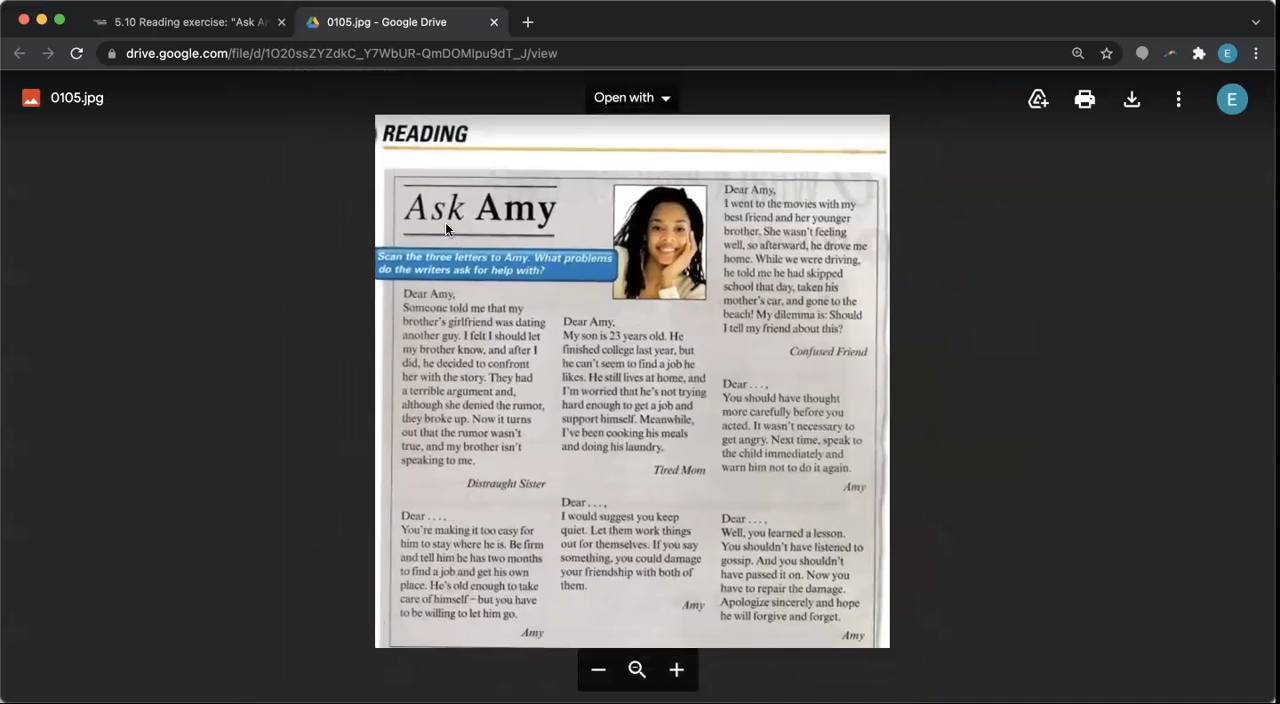 5.10 Reading exercise: "Ask Ar
0105.jpg - Google Drive
drive.google.com/file/d/1O20ssZYZdkC_Y7WbUR-QmDOMIpu9dT_J/view
E
0105.jpg
Open with
E
READING
Ask Amy
Scan the three letters to Amy. What problems
do the writers ask for help with?
Dear Amy,
Someone told me that my
brother's girlfriend was dating
another guy. I felt I should let
my brother know, and after I
did, he decided to confront
her with the story. They had
a terrible argument and,
although she denied the rumor,
they broke up. Now it turns
out that the rumor wasn't
true, and my brother isn't
speaking to me.
Distraught Sister
Dear . . . ,
You're making it too easy for
him to stay where he is. Be firm
and tell him he has two months
to find a job and get his own
place. He's old enough to take
care of himself – but you have
to be willing to let him go.
Amy
Dear Amy,
My son is 23 years old. He
finished college last year, but
he can't seem to find a job he
likes. He still lives at home, and
I'm worried that he's not trying
hard enough to get a job and
support himself. Meanwhile,
I've been cooking his meals
and doing his laundry.
Tired Mom
Dear . . . ,
I would suggest you keep
quiet. Let them work things
out for themselves. If you say
something, you could damage
your friendship with both of
them.
Amy
Dear Amy,
I went to the movies with my
best friend and her younger
brother. She wasn't feeling
well, so afterward, he drove me
home. While we were driving,
he told me he had skipped
school that day, taken his
mother's car, and gone to the
beach! My dilemma is: Should
I tell my friend about this?
Confused Friend
Dear . . . ,
You should have thought
more carefully before you
acted. It wasn't necessary to
get angry. Next time, speak to
the child immediately and
warn him not to do it again.
Amy
Dear . . . ,
Well, you learned a lesson.
You shouldn't have listened to
gossip. And you shouldn't
have passed it on. Now you
have to repair the damage.
Apologize sincerely and hope
he will forgive and forget.
Amy